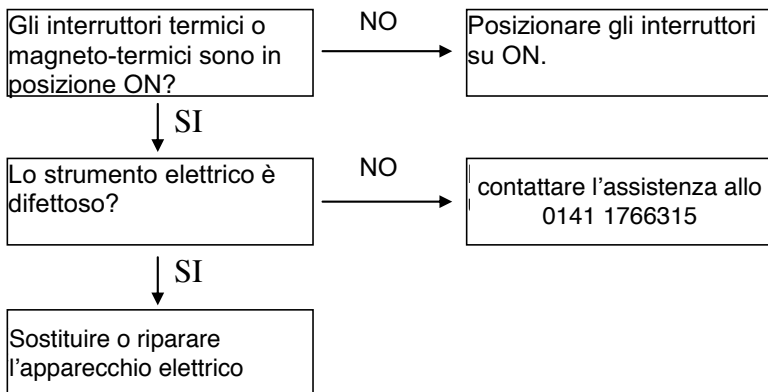 Gli interruttori termici o
magneto-termici sono in
posizione ON?
NO
Posizionare gli interruttori
su ON.
SI
Lo strumento elettrico è
difettoso?
NO
contattare l'assistenza allo
0141 1766315
SI
Sostituire o riparare
l'apparecchio elettrico